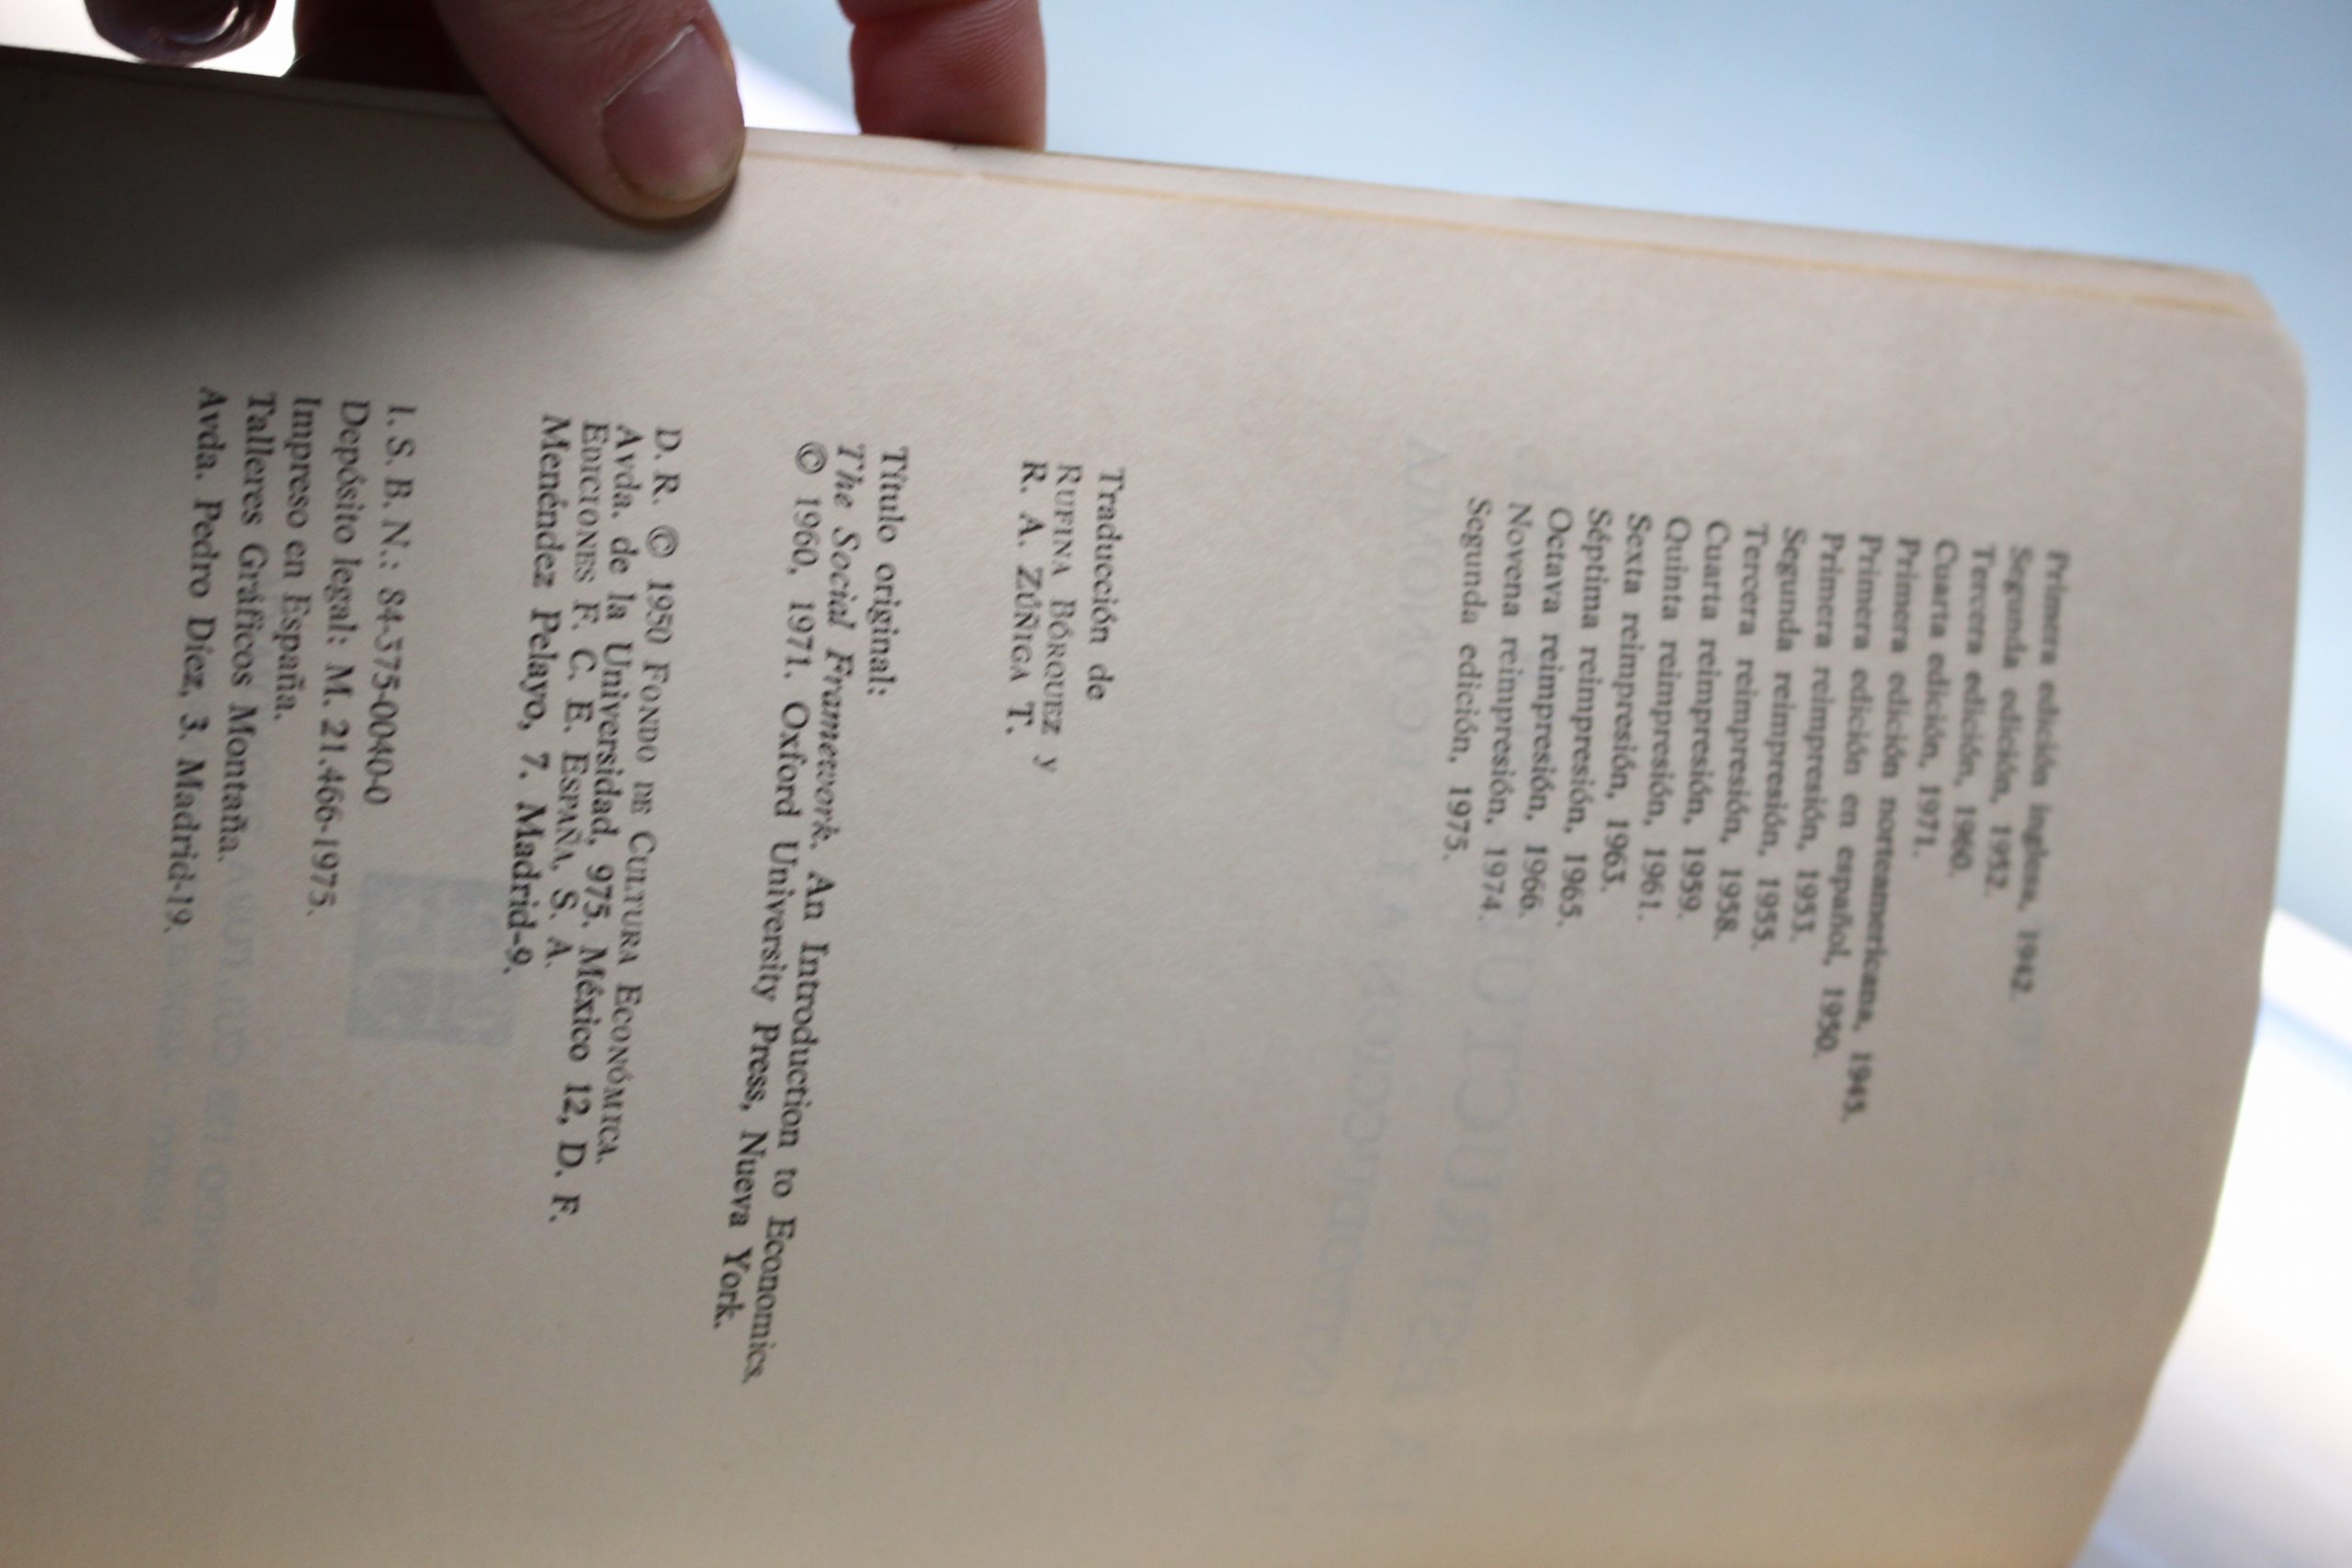 Primera edición inglesa, 1942.
Segunda edición, 1952.
Tercera edición, 1960.
Cuarta edición, 1971.
Primera edición norteamericana, 1945.
Primera edición en español, 1950.
Primera reimpresión, 1953.
Segunda reimpresión, 1955.
Tercera reimpresión, 1958.
Cuarta reimpresión, 1959.
Quinta reimpresión, 1961.
Sexta reimpresión, 1963.
Séptima reimpresión, 1965.
Octava reimpresión, 1966.
Novena reimpresión, 1974.
Segunda edición, 1975.
Traducción de
RUFINA BÓRQUEZ y
R. A. ZÚÑIGA T.
Título original:
The Social Framework. An Introduction to Economics,
© 1960, 1971. Oxford University Press, Nueva York.
D. R. © 1950 FONDO DE CULTURA ECONÓMICA.
Avda. de la Universidad, 975. México 12, D. F.
EDICIONES F. C. E. ESPAÑA, S. A.
Menéndez Pelayo, 7. Madrid-9.
I. S. B. N.: 84-375-0040-0
Depósito legal: M. 21.466-1975.
Impreso en España.
Talleres Gráficos Montaña.
Avda. Pedro Díez, 3. Madrid-19.